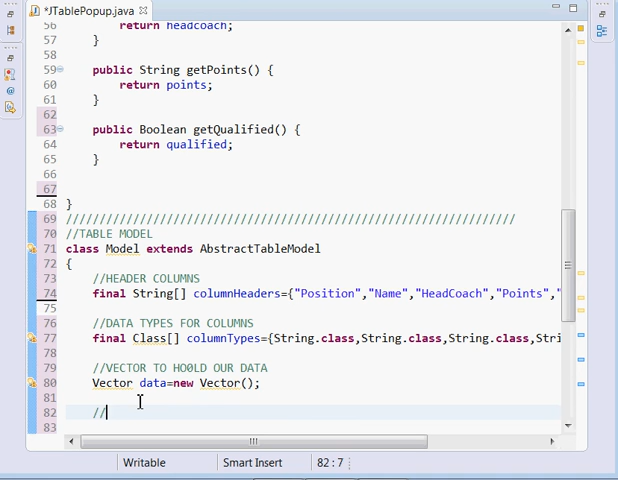 *JTablePopup.java
56 return headcoach;
57 }
58
59 public String getPoints() {
60 return points;
61 }
62
63 public Boolean getQualified() {
64 return qualified;
65 }
66
67
68 }
69 ///////////////////////////////////////////////////////////////////
70 //TABLE MODEL
71 class Model extends AbstractTableModel
72 {
73 //HEADER COLUMNS
74 final String[] columnHeaders={"Position","Name","HeadCoach","Points","
75
76 //DATA TYPES FOR COLUMNS
77 final Class[] columnTypes={String.class,String.class,String.class,Stri
78
79 //VECTOR TO HO0LD OUR DATA
80 Vector data=new Vector();
81
82 //
83
Writable Smart Insert 82 : 7